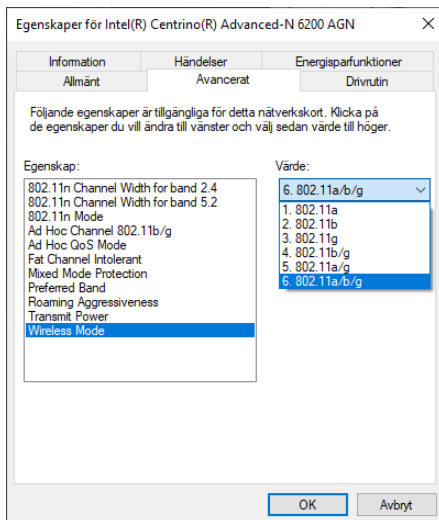 Egenskaper för Intel(R) Centrino(R) Advanced-N 6200 AGN
Information Händelser Energisparfunktioner
Allmänt Avancerat Drivrutin
Följande egenskaper är tillgängliga för detta nätverkskort. Klicka på
de egenskaper du vill ändra till vänster och välj sedan värde till höger.
Egenskap:
802.11n Channel Width for band 2.4
802.11n Channel Width for band 5.2
802.11n Mode
Ad Hoc Channel 802.11b/g
Ad Hoc QoS Mode
Fat Channel Intolerant
Mixed Mode Protection
Preferred Band
Roaming Aggressiveness
Transmit Power
Wireless Mode
Värde:
6. 802.11a/b/g
1. 802.11a
2. 802.11b
3. 802.11g
4. 802.11b/g
5. 802.11a/g
6. 802.11a/b/g
OK Avbryt